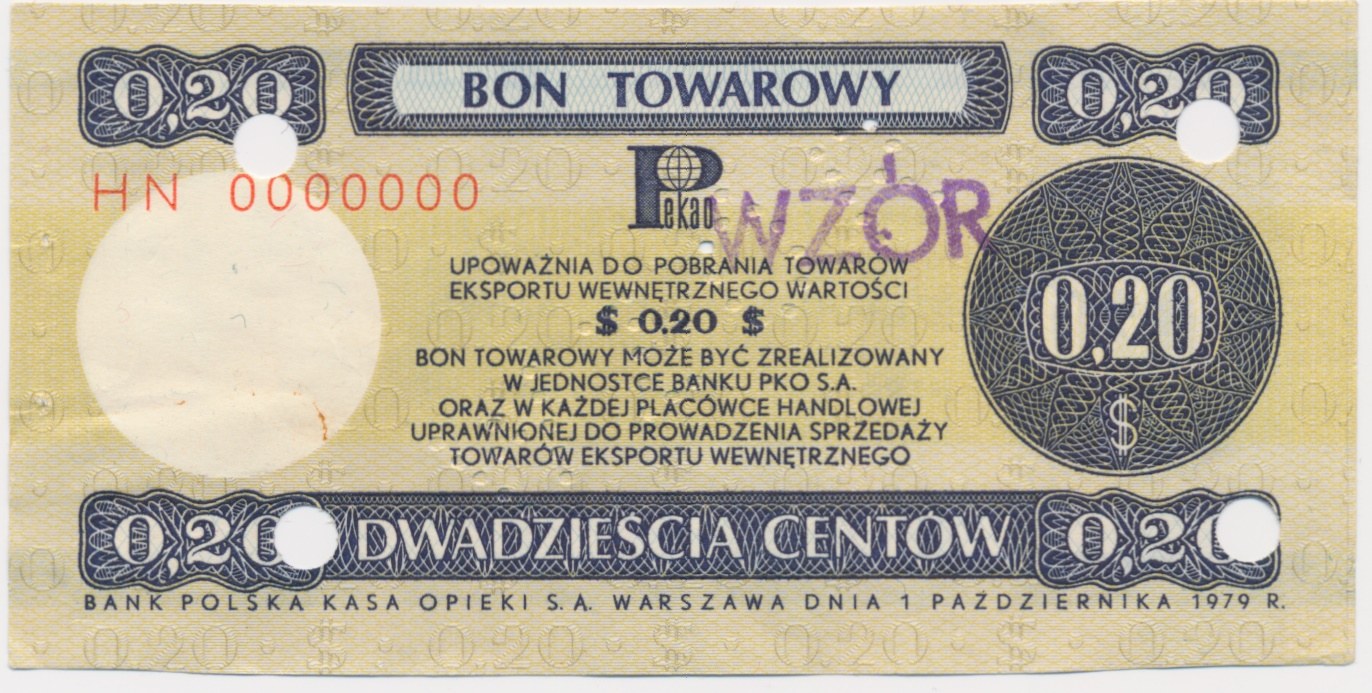 0,20 BON TOWAROWY 0,20
HN 0000000
Pekao
WZÓR
UPOWAŻNIA DO POBRANIA TOWARÓW
EKSPORTU WEWNĘTRZNEGO WARTOŚCI
$ 0.20 $
BON TOWAROWY MOŻE BYĆ ZREALIZOWANY
W JEDNOSTCE BANKU PKO S.A.
ORAZ W KAŻDEJ PLACÓWCE HANDLOWEJ
UPRAWNIONEJ DO PROWADZENIA SPRZEDAŻY
TOWARÓW EKSPORTU WEWNĘTRZNEGO
0,20
$
0,20 DWADZIEŚCIA CENTÓW 0,20
BANK POLSKA KASA OPIEKI S.A. WARSZAWA DNIA 1 PAŹDZIERNIKA 1979 R.